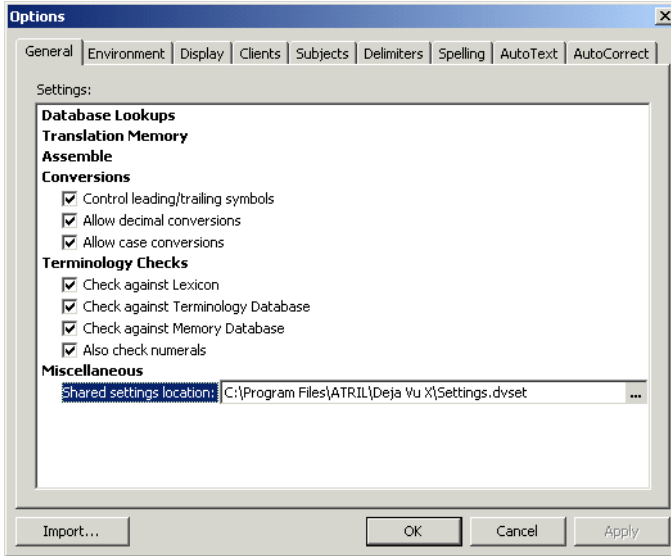 Options
General Environment Display Clients Subjects Delimiters Spelling AutoText AutoCorrect
Settings:
Database Lookups
Translation Memory
Assemble
Conversions
Control leading/trailing symbols
Allow decimal conversions
Allow case conversions
Terminology Checks
Check against Lexicon
Check against Terminology Database
Check against Memory Database
Also check numerals
Miscellaneous
Shared settings location: C:\Program Files\ATRIL\Deja Vu X\Settings.dvset ...
Import... OK Cancel Apply